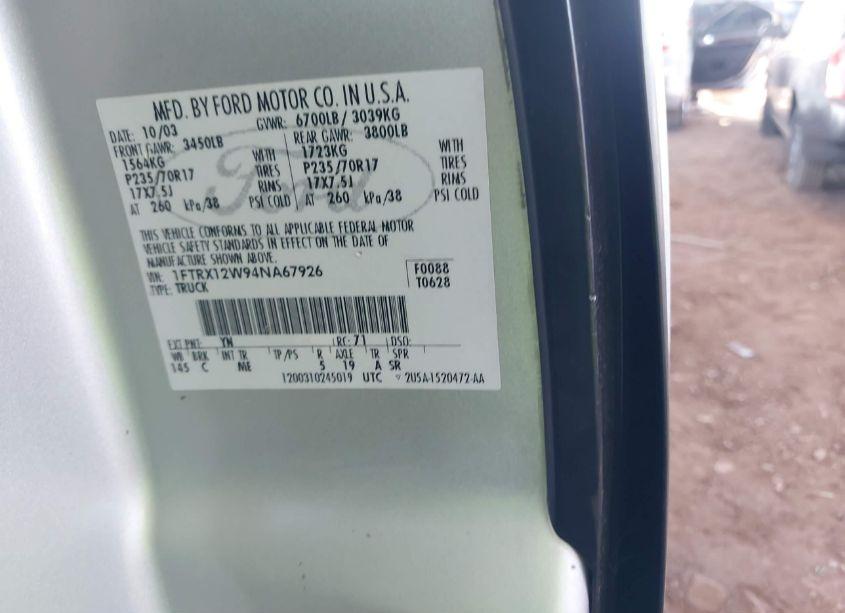 MFD. BY FORD MOTOR CO. IN U.S.A.
DATE: 10/03 GVWR: 6700LB / 3039KG
FRONT GAWR: 3450LB REAR GAWR: 3800LB
1564KG WITH 1723KG WITH
P235/70R17 TIRES P235/70R17 TIRES
17X7.5J RIMS 17X7.5J RIMS
AT 260 kPa/38 PSI COLD AT 260 kPa/38 PSI COLD
Ford
THIS VEHICLE CONFORMS TO ALL APPLICABLE FEDERAL MOTOR
VEHICLE SAFETY STANDARDS IN EFFECT ON THE DATE OF
MANUFACTURE SHOWN ABOVE.
VIN: 1FTRX12W94NA67926 F0088
TYPE: TRUCK T0628
EXT PNT: YN RC: 71 DSO:
WB BRK INT TR TP/PS R AXLE TR SPR
145 C ME 5 19 A SR
1200310245019 UTC ▽ 2U5A-1520472-AA